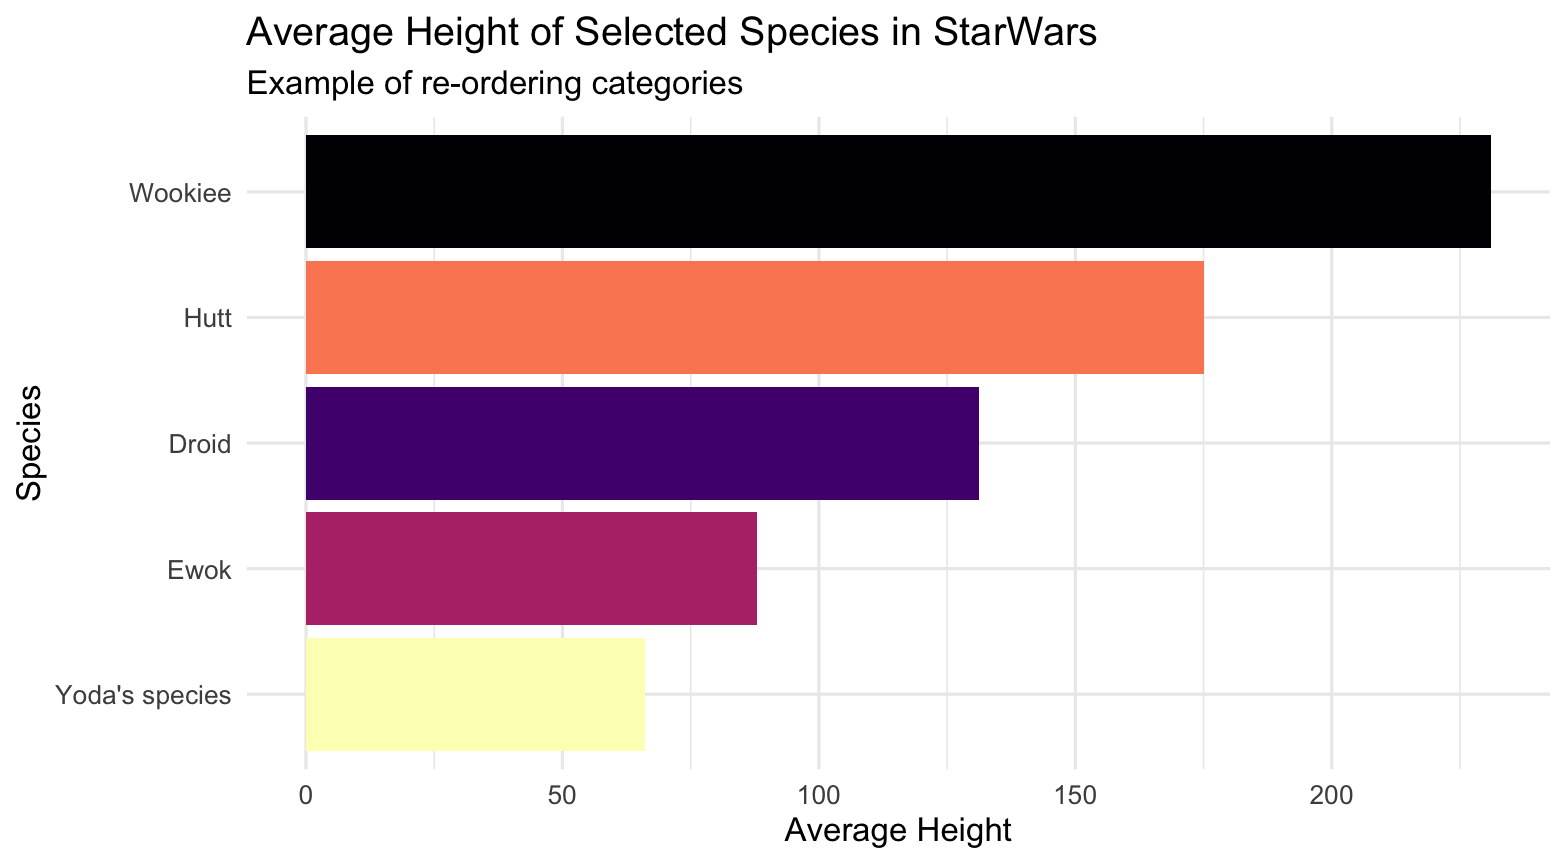 Average Height of Selected Species in StarWars
Example of re-ordering categories
Species
Wookiee
Hutt
Droid
Ewok
Yoda's species
0 50 100 150 200
Average Height